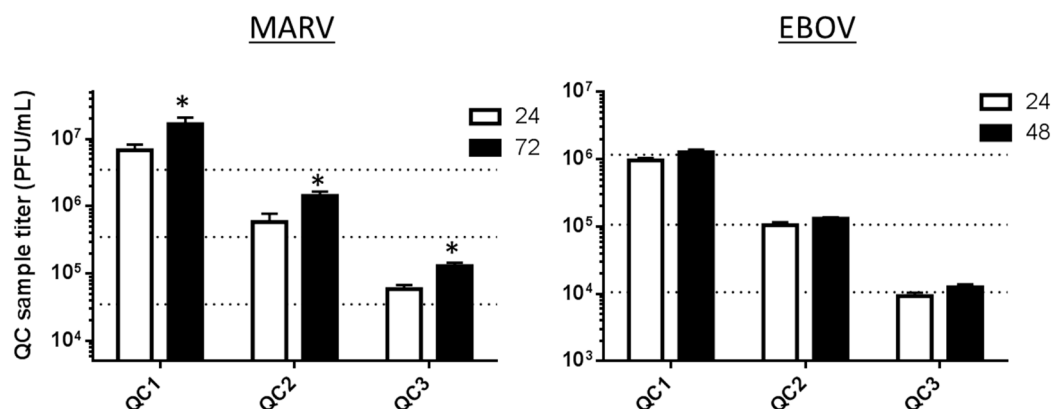 MARV
QC sample titer (PFU/mL)
10⁷
10⁶
10⁵
10⁴
*
*
*
24
72
QC1
QC2
QC3
EBOV
10⁷
10⁶
10⁵
10⁴
10³
24
48
QC1
QC2
QC3